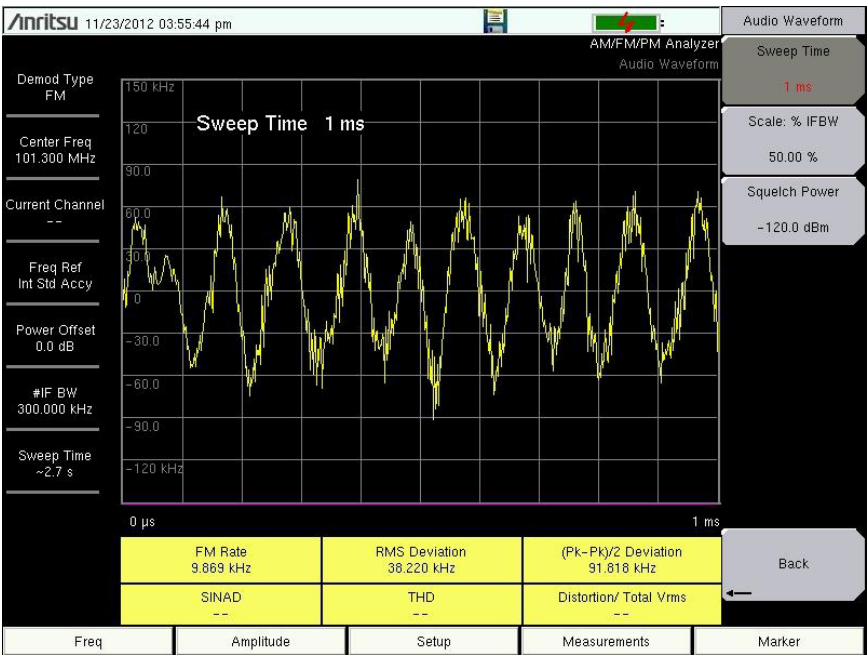 Anritsu 11/23/2012 03:55:44 pm
Audio Waveform
AM/FM/PM Analyzer
Audio Waveform
Sweep Time
1 ms
Scale: % IFBW
50.00 %
Squelch Power
-120.0 dBm
Back
Demod Type
FM
Center Freq
101.300 MHz
Current Channel
--
Freq Ref
Int Std Accy
Power Offset
0.0 dB
#IF BW
300.000 kHz
Sweep Time
~2.7 s
Sweep Time 1 ms
150 kHz
120
90.0
60.0
30.0
0
-30.0
-60.0
-90.0
-120 kHz
0 µs 1 ms
FM Rate
9.869 kHz
RMS Deviation
38.220 kHz
(Pk-Pk)/2 Deviation
91.818 kHz
SINAD
--
THD
--
Distortion/ Total Vrms
--
Freq Amplitude Setup Measurements Marker